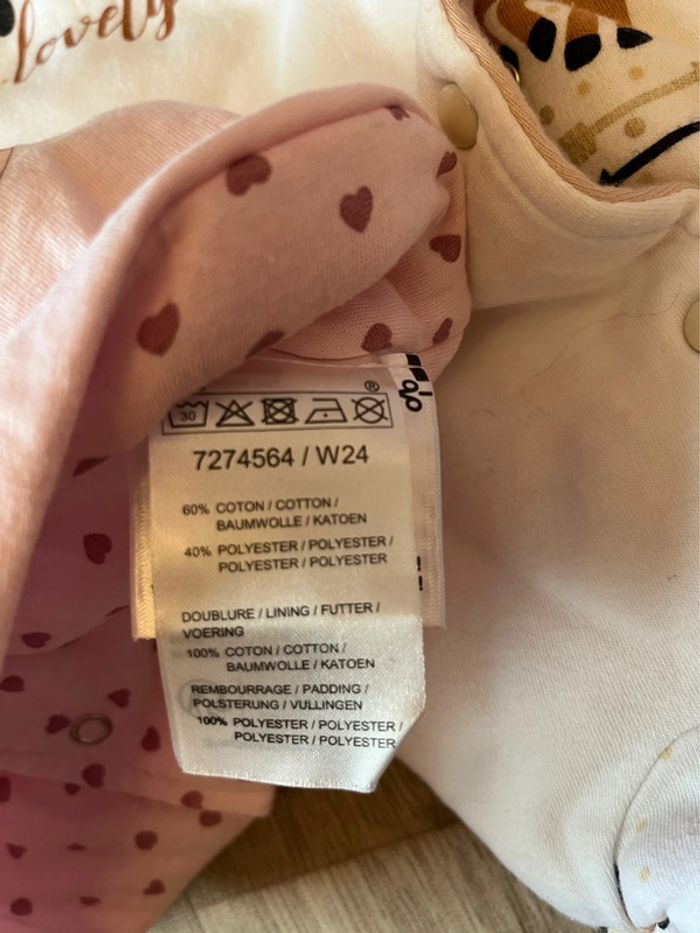 lovely
®
30
7274564 / W24
60% COTON / COTTON /
BAUMWOLLE / KATOEN
40% POLYESTER / POLYESTER /
POLYESTER / POLYESTER
DOUBLURE / LINING / FUTTER /
VOERING
100% COTON / COTTON /
BAUMWOLLE / KATOEN
REMBOURRAGE / PADDING /
POLSTERUNG / VULLINGEN
100% POLYESTER / POLYESTER /
POLYESTER / POLYESTER